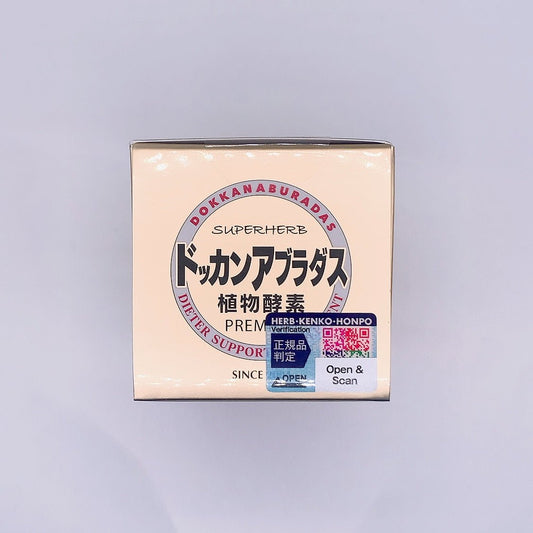 DOKKANABURADAS
SUPERHERB
ドッカンアブラダス
植物酵素
DIETER SUPPORT
SINCE
HERB・KENKO・HONPO
Verification
正規品
判定
▲OPEN
Open &
Scan